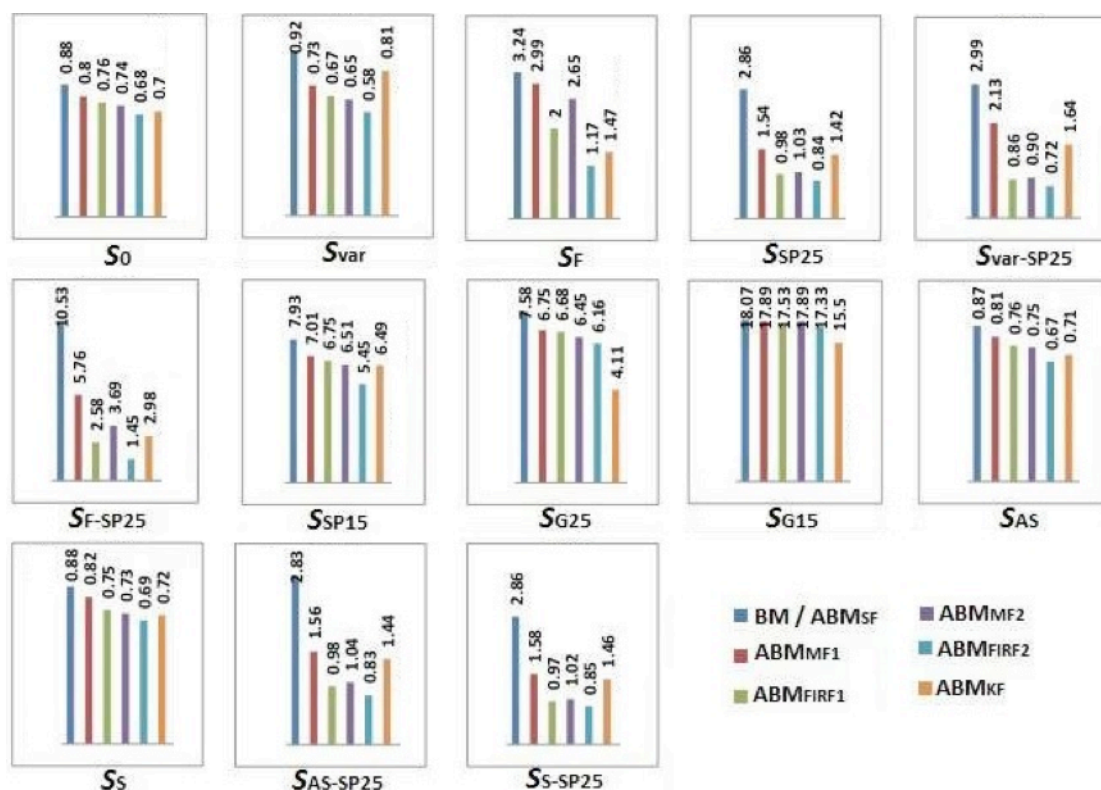 0.88 0.8 0.76 0.74 0.68 0.7
S0
0.92 0.73 0.67 0.65 0.58 0.81
Svar
3.24 2.99 2 2.65 1.17 1.47
SF
2.86 1.54 0.98 1.03 0.84 1.42
SSP25
2.99 2.13 0.86 0.90 0.72 1.64
Svar-SP25
10.53 5.76 2.58 3.69 1.45 2.98
SF-SP25
7.93 7.01 6.75 6.51 5.45 6.49
SSP15
7.58 6.75 6.68 6.45 6.16 4.11
SG25
18.07 17.89 17.53 17.89 17.33 15.5
SG15
0.87 0.81 0.76 0.75 0.67 0.71
SAS
0.88 0.82 0.75 0.73 0.69 0.72
SS
2.83 1.56 0.98 1.04 0.83 1.44
SAS-SP25
2.86 1.58 0.97 1.02 0.85 1.46
SS-SP25
BM / ABMSF
ABMMF1
ABMFIRF1
ABMMF2
ABMFIRF2
ABMKF